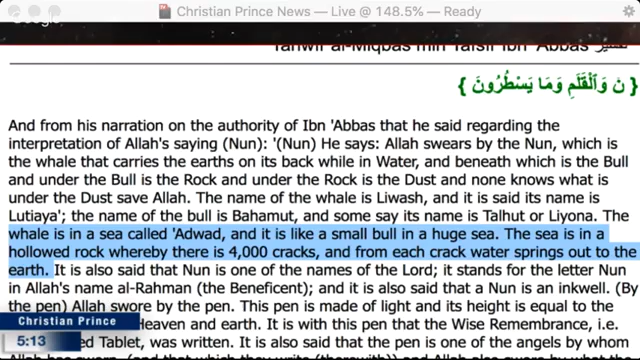 Christian Prince News — Live @ 148.5% — Ready
Tanwîr al-Miqbâs min Tafsîr Ibn 'Abbâs
{ نۤ وَٱلْقَلَمِ وَمَا يَسْطُرُونَ }
And from his narration on the authority of Ibn 'Abbas that he said regarding the
interpretation of Allah's saying (Nun): '(Nun) He says: Allah swears by the Nun, which is
the whale that carries the earths on its back while in Water, and beneath which is the Bull
and under the Bull is the Rock and under the Rock is the Dust and none knows what is
under the Dust save Allah. The name of the whale is Liwash, and it is said its name is
Lutiaya'; the name of the bull is Bahamut, and some say its name is Talhut or Liyona. The
whale is in a sea called 'Adwad, and it is like a small bull in a huge sea. The sea is in a
hollowed rock whereby there is 4,000 cracks, and from each crack water springs out to the
earth. It is also said that Nun is one of the names of the Lord; it stands for the letter Nun
in Allah's name al-Rahman (the Beneficent); and it is also said that a Nun is an inkwell. (By
the pen) Allah swore by the pen. This pen is made of light and its height is equal to the
Heaven and earth. It is with this pen that the Wise Remembrance, i.e.
ed Tablet, was written. It is also said that the pen is one of the angels by whom
Christian Prince
5:13